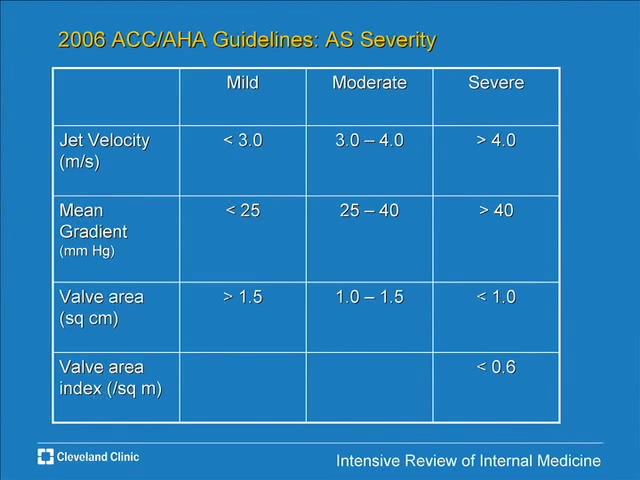 2006 ACC/AHA Guidelines: AS Severity
Mild Moderate Severe
Jet Velocity (m/s) < 3.0 3.0 – 4.0 > 4.0
Mean Gradient (mm Hg) < 25 25 – 40 > 40
Valve area (sq cm) > 1.5 1.0 – 1.5 < 1.0
Valve area index (/sq m) < 0.6
Cleveland Clinic
Intensive Review of Internal Medicine